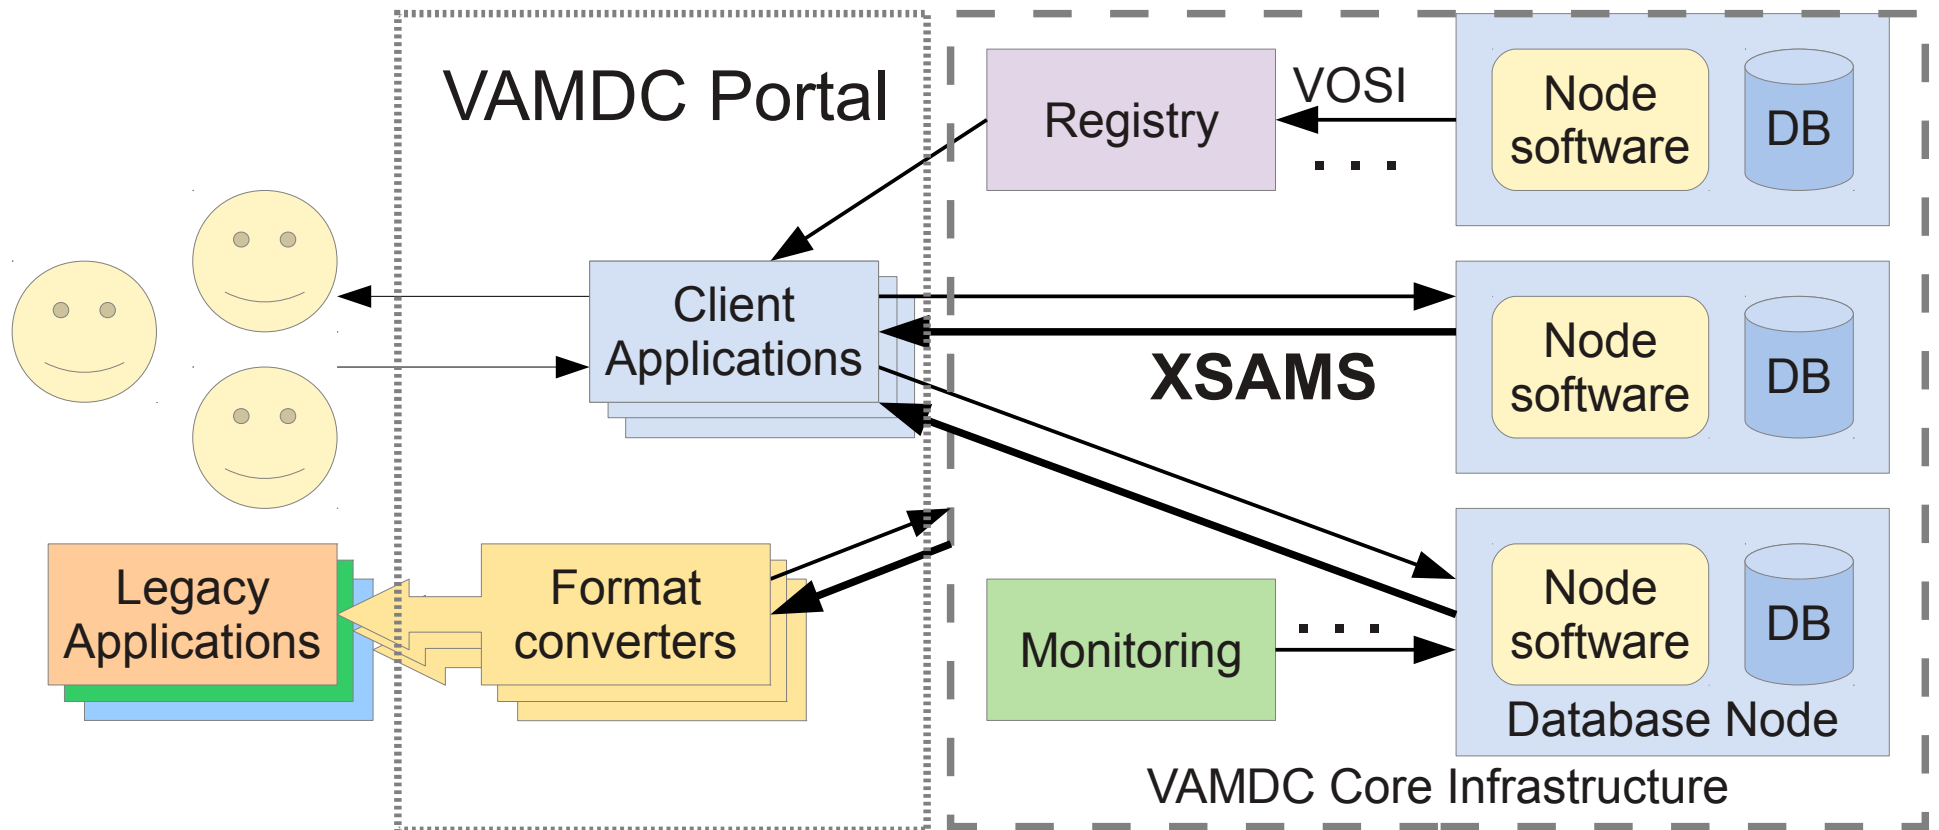 VAMDC Portal
Registry
VOSI
. . .
Node
software
DB
Client
Applications
XSAMS
Node
software
DB
Legacy
Applications
Format
converters
Monitoring
. . .
Node
software
DB
Database Node
VAMDC Core Infrastructure